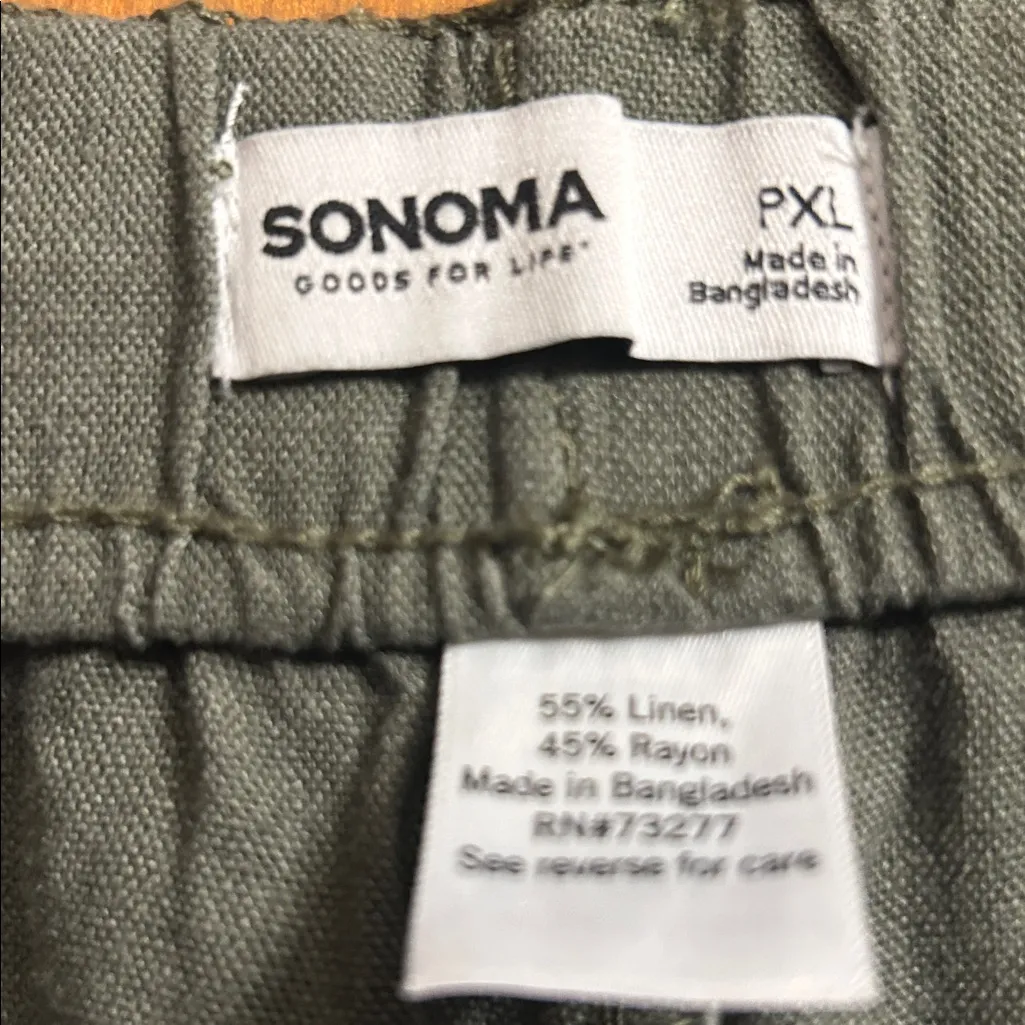 SONOMA
GOODS FOR LIFE
PXL
Made in
Bangladesh
55% Linen,
45% Rayon
Made in Bangladesh
RN#73277
See reverse for care